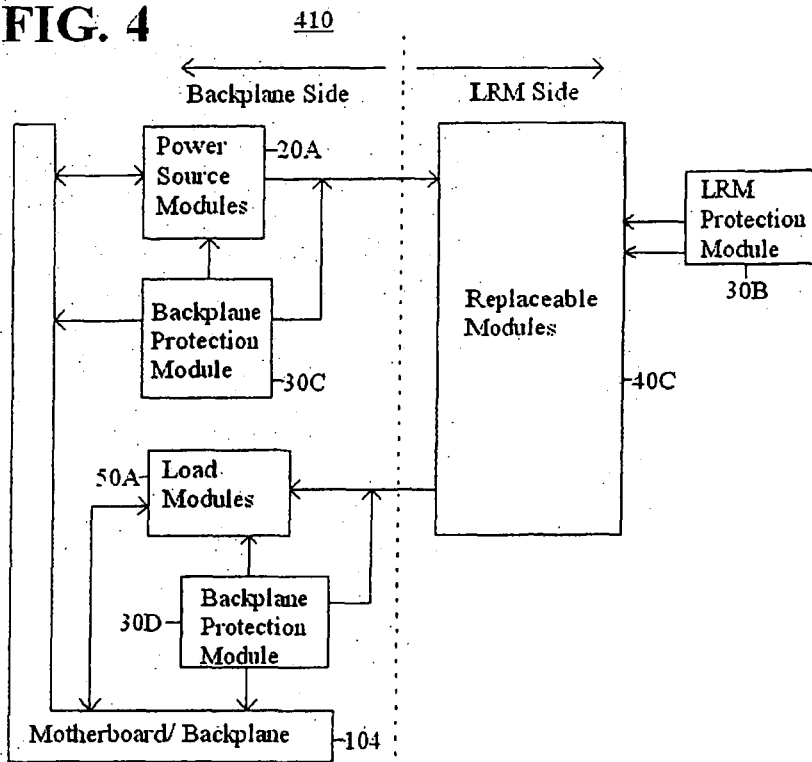 FIG. 4
410
Backplane Side
LRM Side
Power
Source
Modules
20A
LRM
Protection
Module
30B
Backplane
Protection
Module
30C
Replaceable
Modules
40C
50A
Load
Modules
30D
Backplane
Protection
Module
Motherboard/ Backplane
104